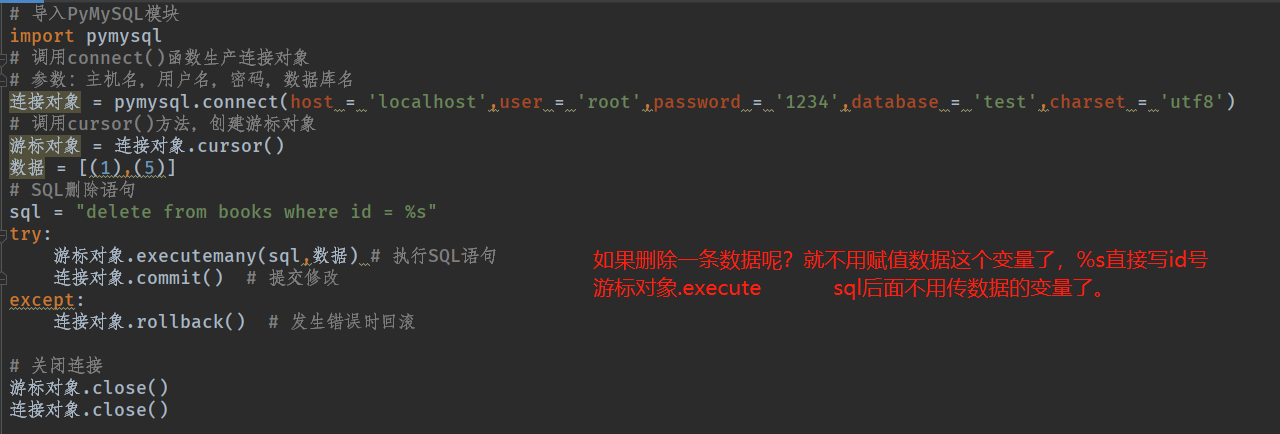 # 导入PyMySQL模块
import pymysql
# 调用connect()函数生产连接对象
# 参数：主机名，用户名，密码，数据库名
连接对象 = pymysql.connect(host = 'localhost',user = 'root',password = '1234',database = 'test',charset = 'utf8')
# 调用cursor()方法，创建游标对象
游标对象 = 连接对象.cursor()
数据 = [(1),(5)]
# SQL删除语句
sql = "delete from books where id = %s"
try:
    游标对象.executemany(sql,数据) # 执行SQL语句
    连接对象.commit()  # 提交修改
except:
    连接对象.rollback()  # 发生错误时回滚
如果删除一条数据呢？就不用赋值数据这个变量了，%s直接写id号
游标对象.execute          sql后面不用传数据的变量了。
# 关闭连接
游标对象.close()
连接对象.close()